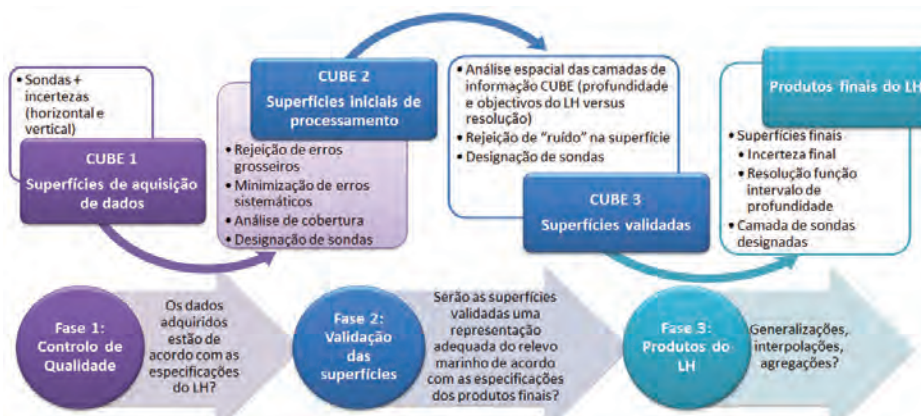 • Sondas +
incertezas
(horizontal e
vertical)
CUBE 1
Superfícies de aquisição
de dados
CUBE 2
Superfícies iniciais de
processamento
• Rejeição de erros
grosseiros
• Minimização de erros
sistemáticos
• Análise de cobertura
• Designação de sondas
• Análise espacial das camadas de
informação CUBE (profundidade
e objectivos do LH versus
resolução)
• Rejeição de "ruído" na superfície
• Designação de sondas
CUBE 3
Superfícies validadas
Produtos finais do LH
• Superfícies finais
• Incerteza final
• Resolução função
intervalo de
profundidade
• Camada de sondas
designadas
Fase 1:
Controlo de
Qualidade
Os dados
adquiridos
estão de
acordo com as
especificações
do LH?
Fase 2:
Validação
das
superfícies
Serão as superfícies
validadas uma
representação
adequada do relevo
marinho de acordo
com as especificações
dos produtos finais?
Fase 3:
Produtos do
LH
Generalizações,
interpolações,
agregações?